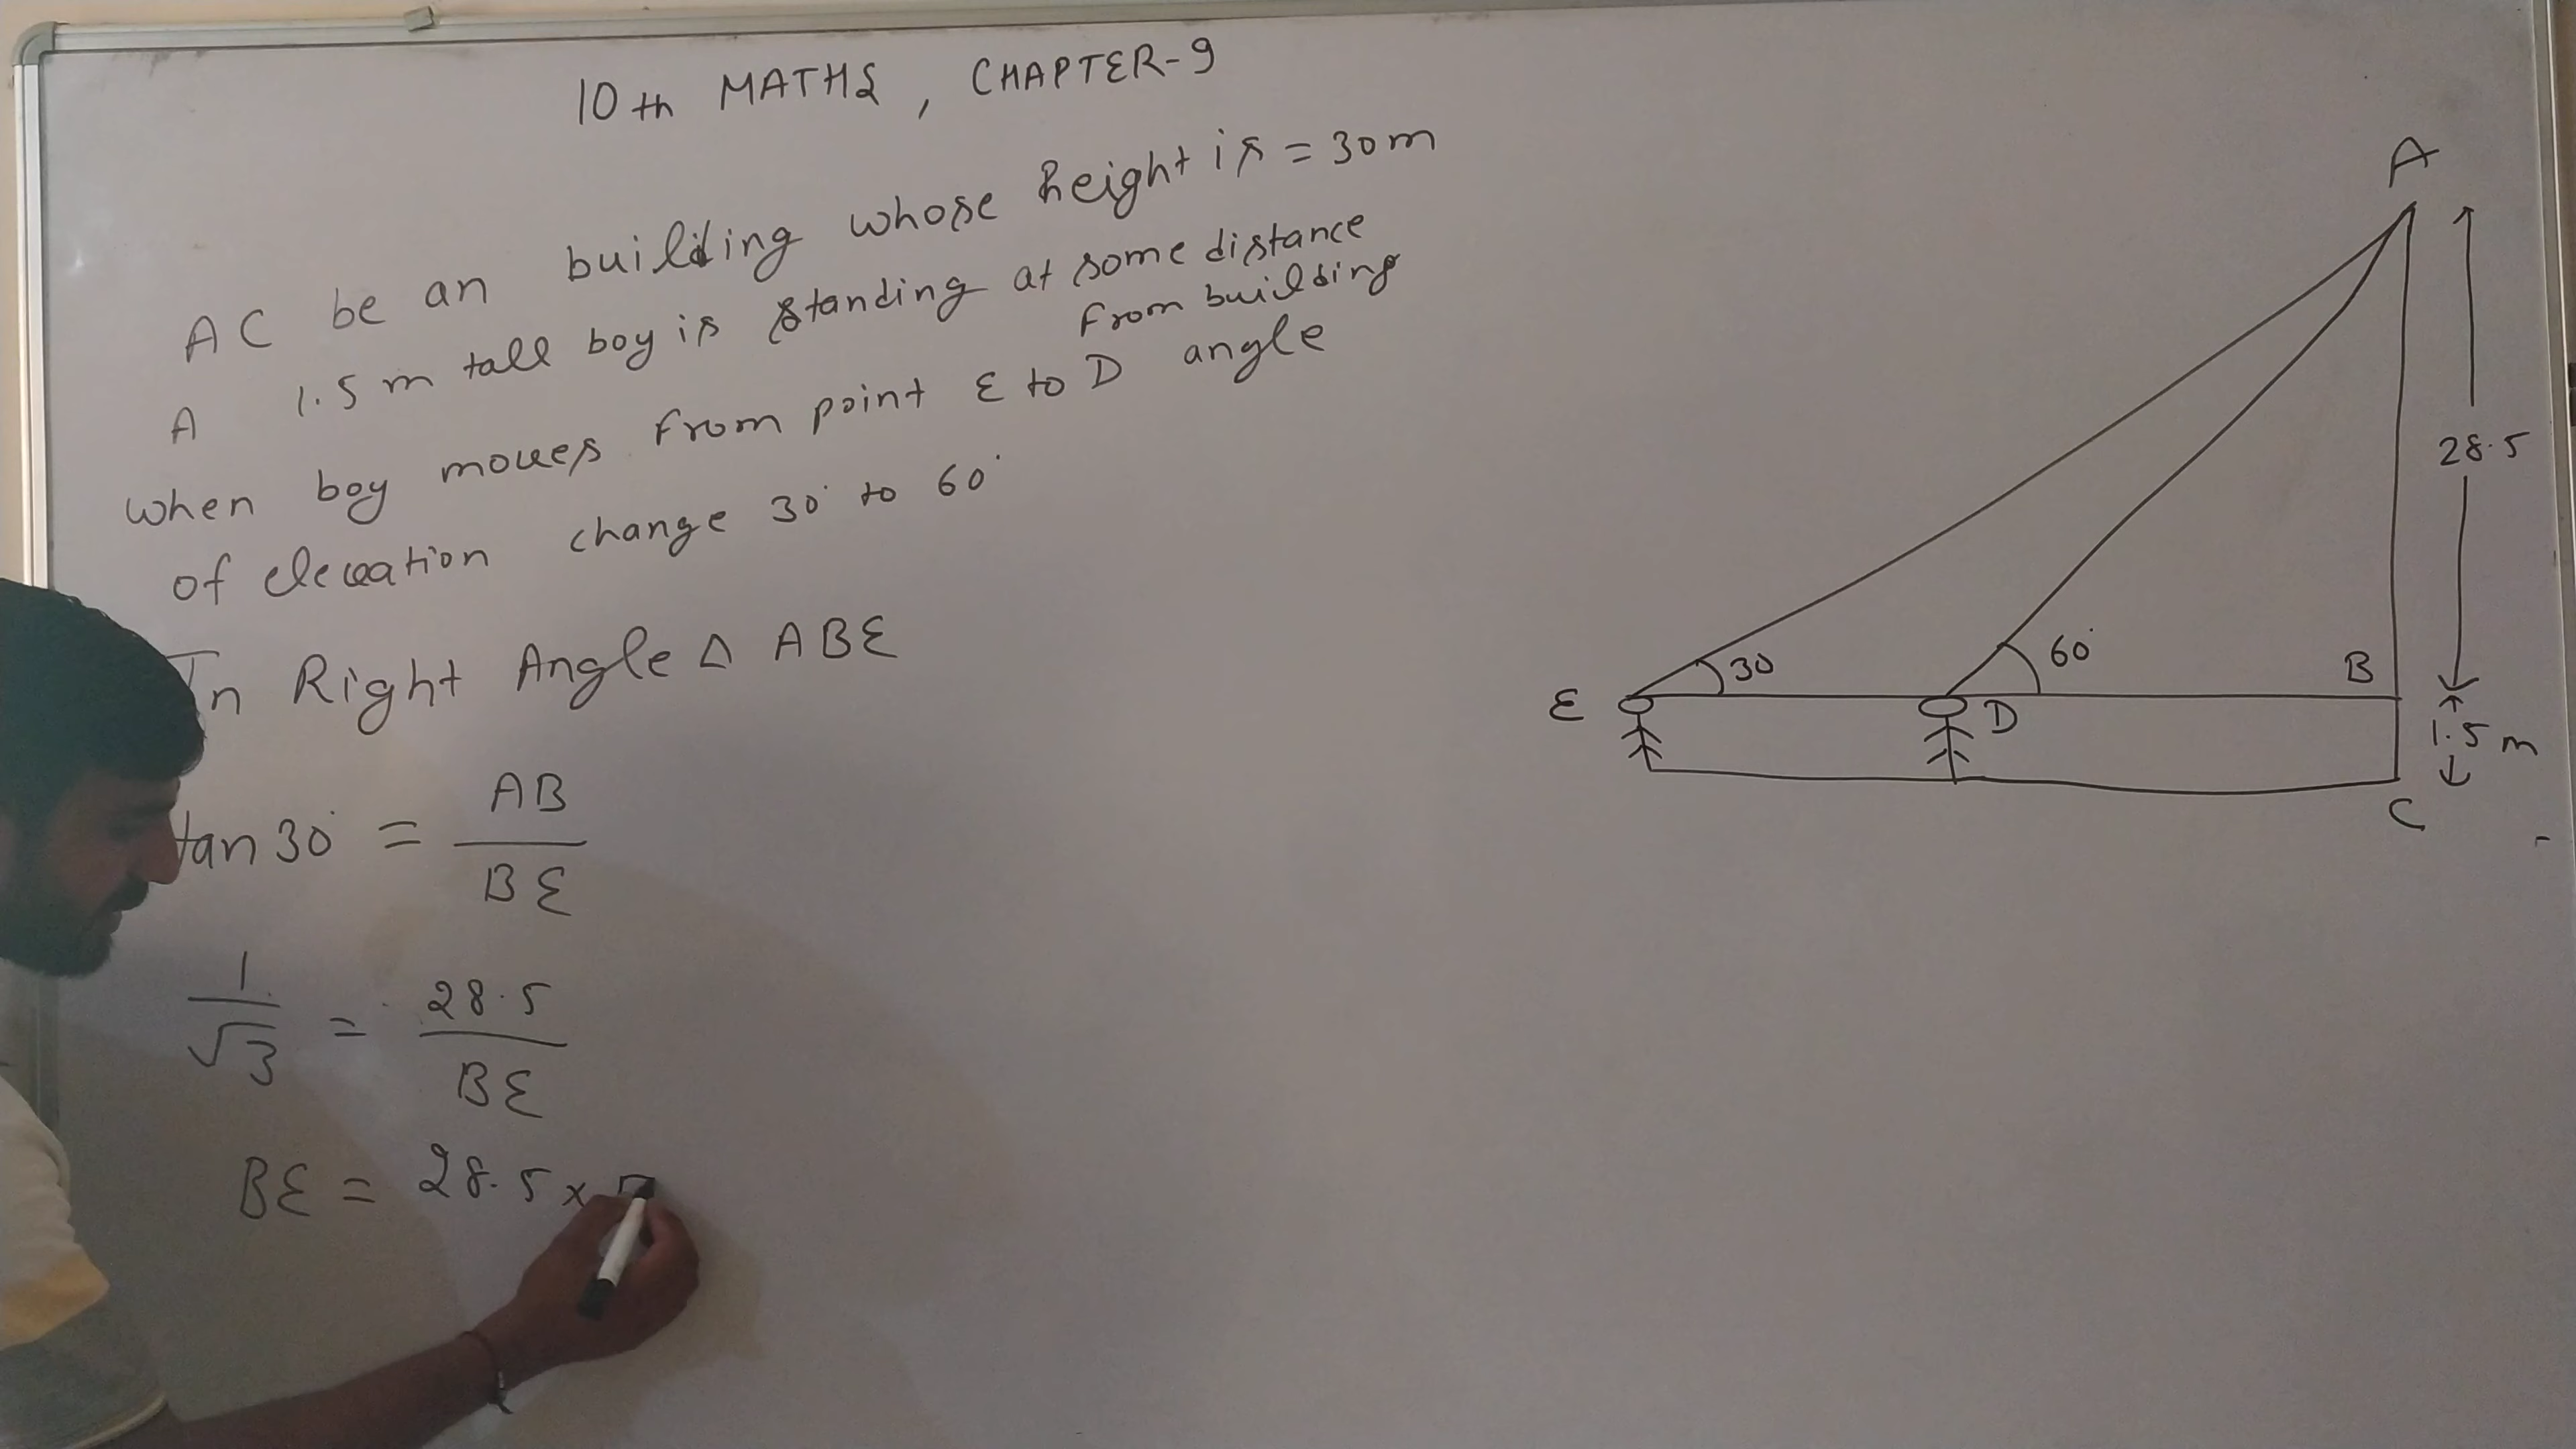 10th MATHS, CHAPTER-9
AC be an building whose height is = 30m
A 1.5 m tall boy is standing at some distance
from building
when boy moves from point E to D angle
of elevation change 30° to 60°
In Right Angle Δ ABE
tan 30° = AB / BE
1 / √3 = 28.5 / BE
BE = 28.5 ×
A
28.5
30
60°
B
E
D
1.5 m
C